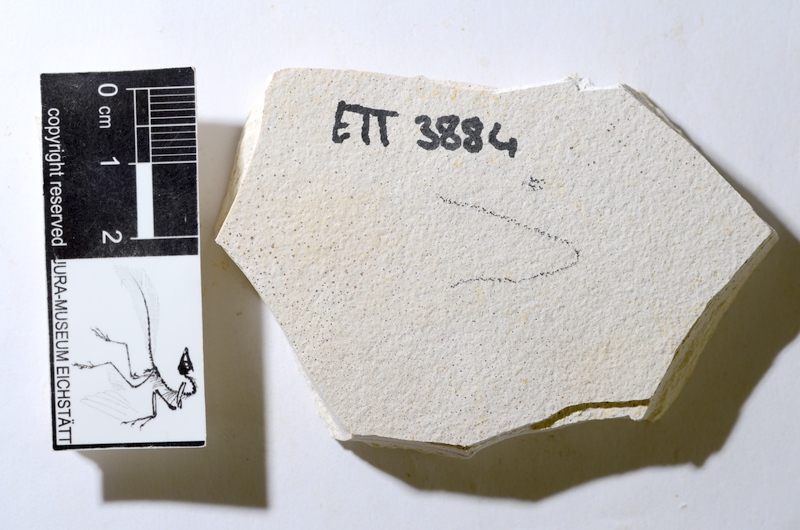 0
cm
1
2
copyright reserved
JURA-MUSEUM EICHSTÄTT
ETT 3884